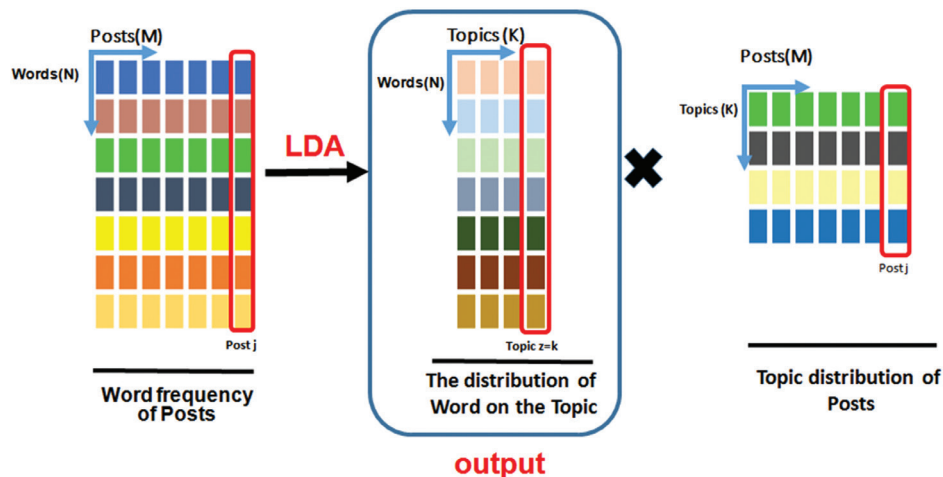 Posts(M)
Words(N)
Post j
Word frequency
of Posts
LDA
Topics (K)
Words(N)
Topic z=k
The distribution of
Word on the Topic
output
Posts(M)
Topics (K)
Post j
Topic distribution of
Posts